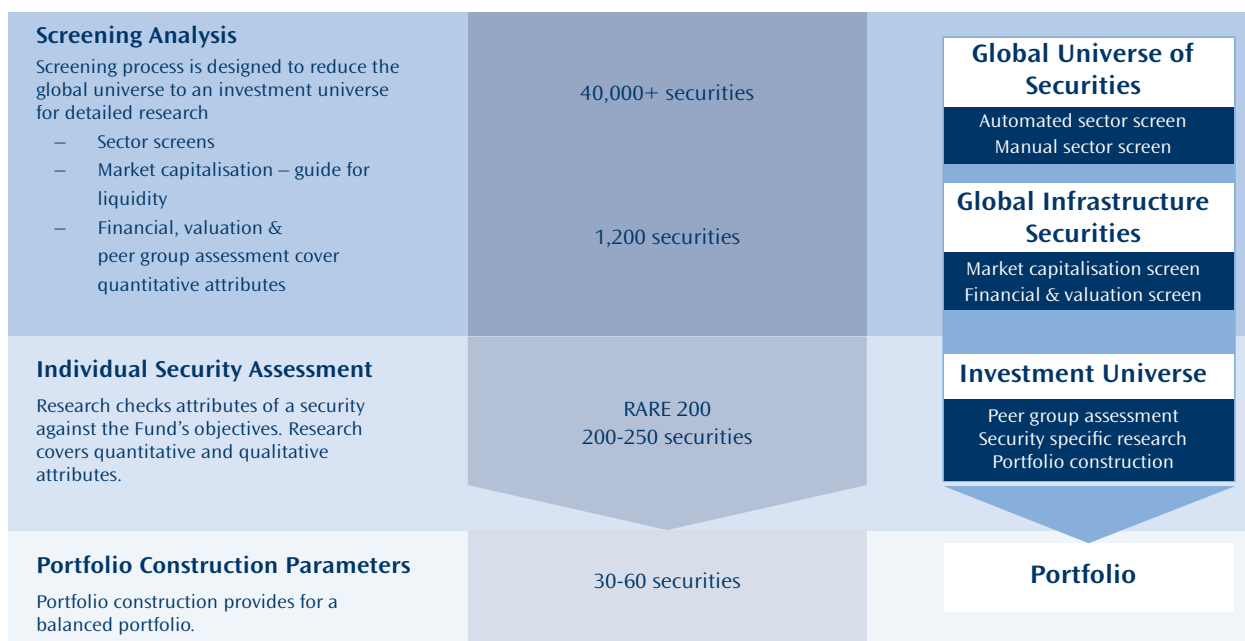 Screening Analysis
Screening process is designed to reduce the
global universe to an investment universe
for detailed research
– Sector screens
– Market capitalisation – guide for
liquidity
– Financial, valuation &
peer group assessment cover
quantitative attributes
40,000+ securities
1,200 securities
Global Universe of
Securities
Automated sector screen
Manual sector screen
Global Infrastructure
Securities
Market capitalisation screen
Financial & valuation screen
Individual Security Assessment
Research checks attributes of a security
against the Fund’s objectives. Research
covers quantitative and qualitative
attributes.
RARE 200
200-250 securities
Investment Universe
Peer group assessment
Security specific research
Portfolio construction
Portfolio Construction Parameters
Portfolio construction provides for a
balanced portfolio.
30-60 securities
Portfolio